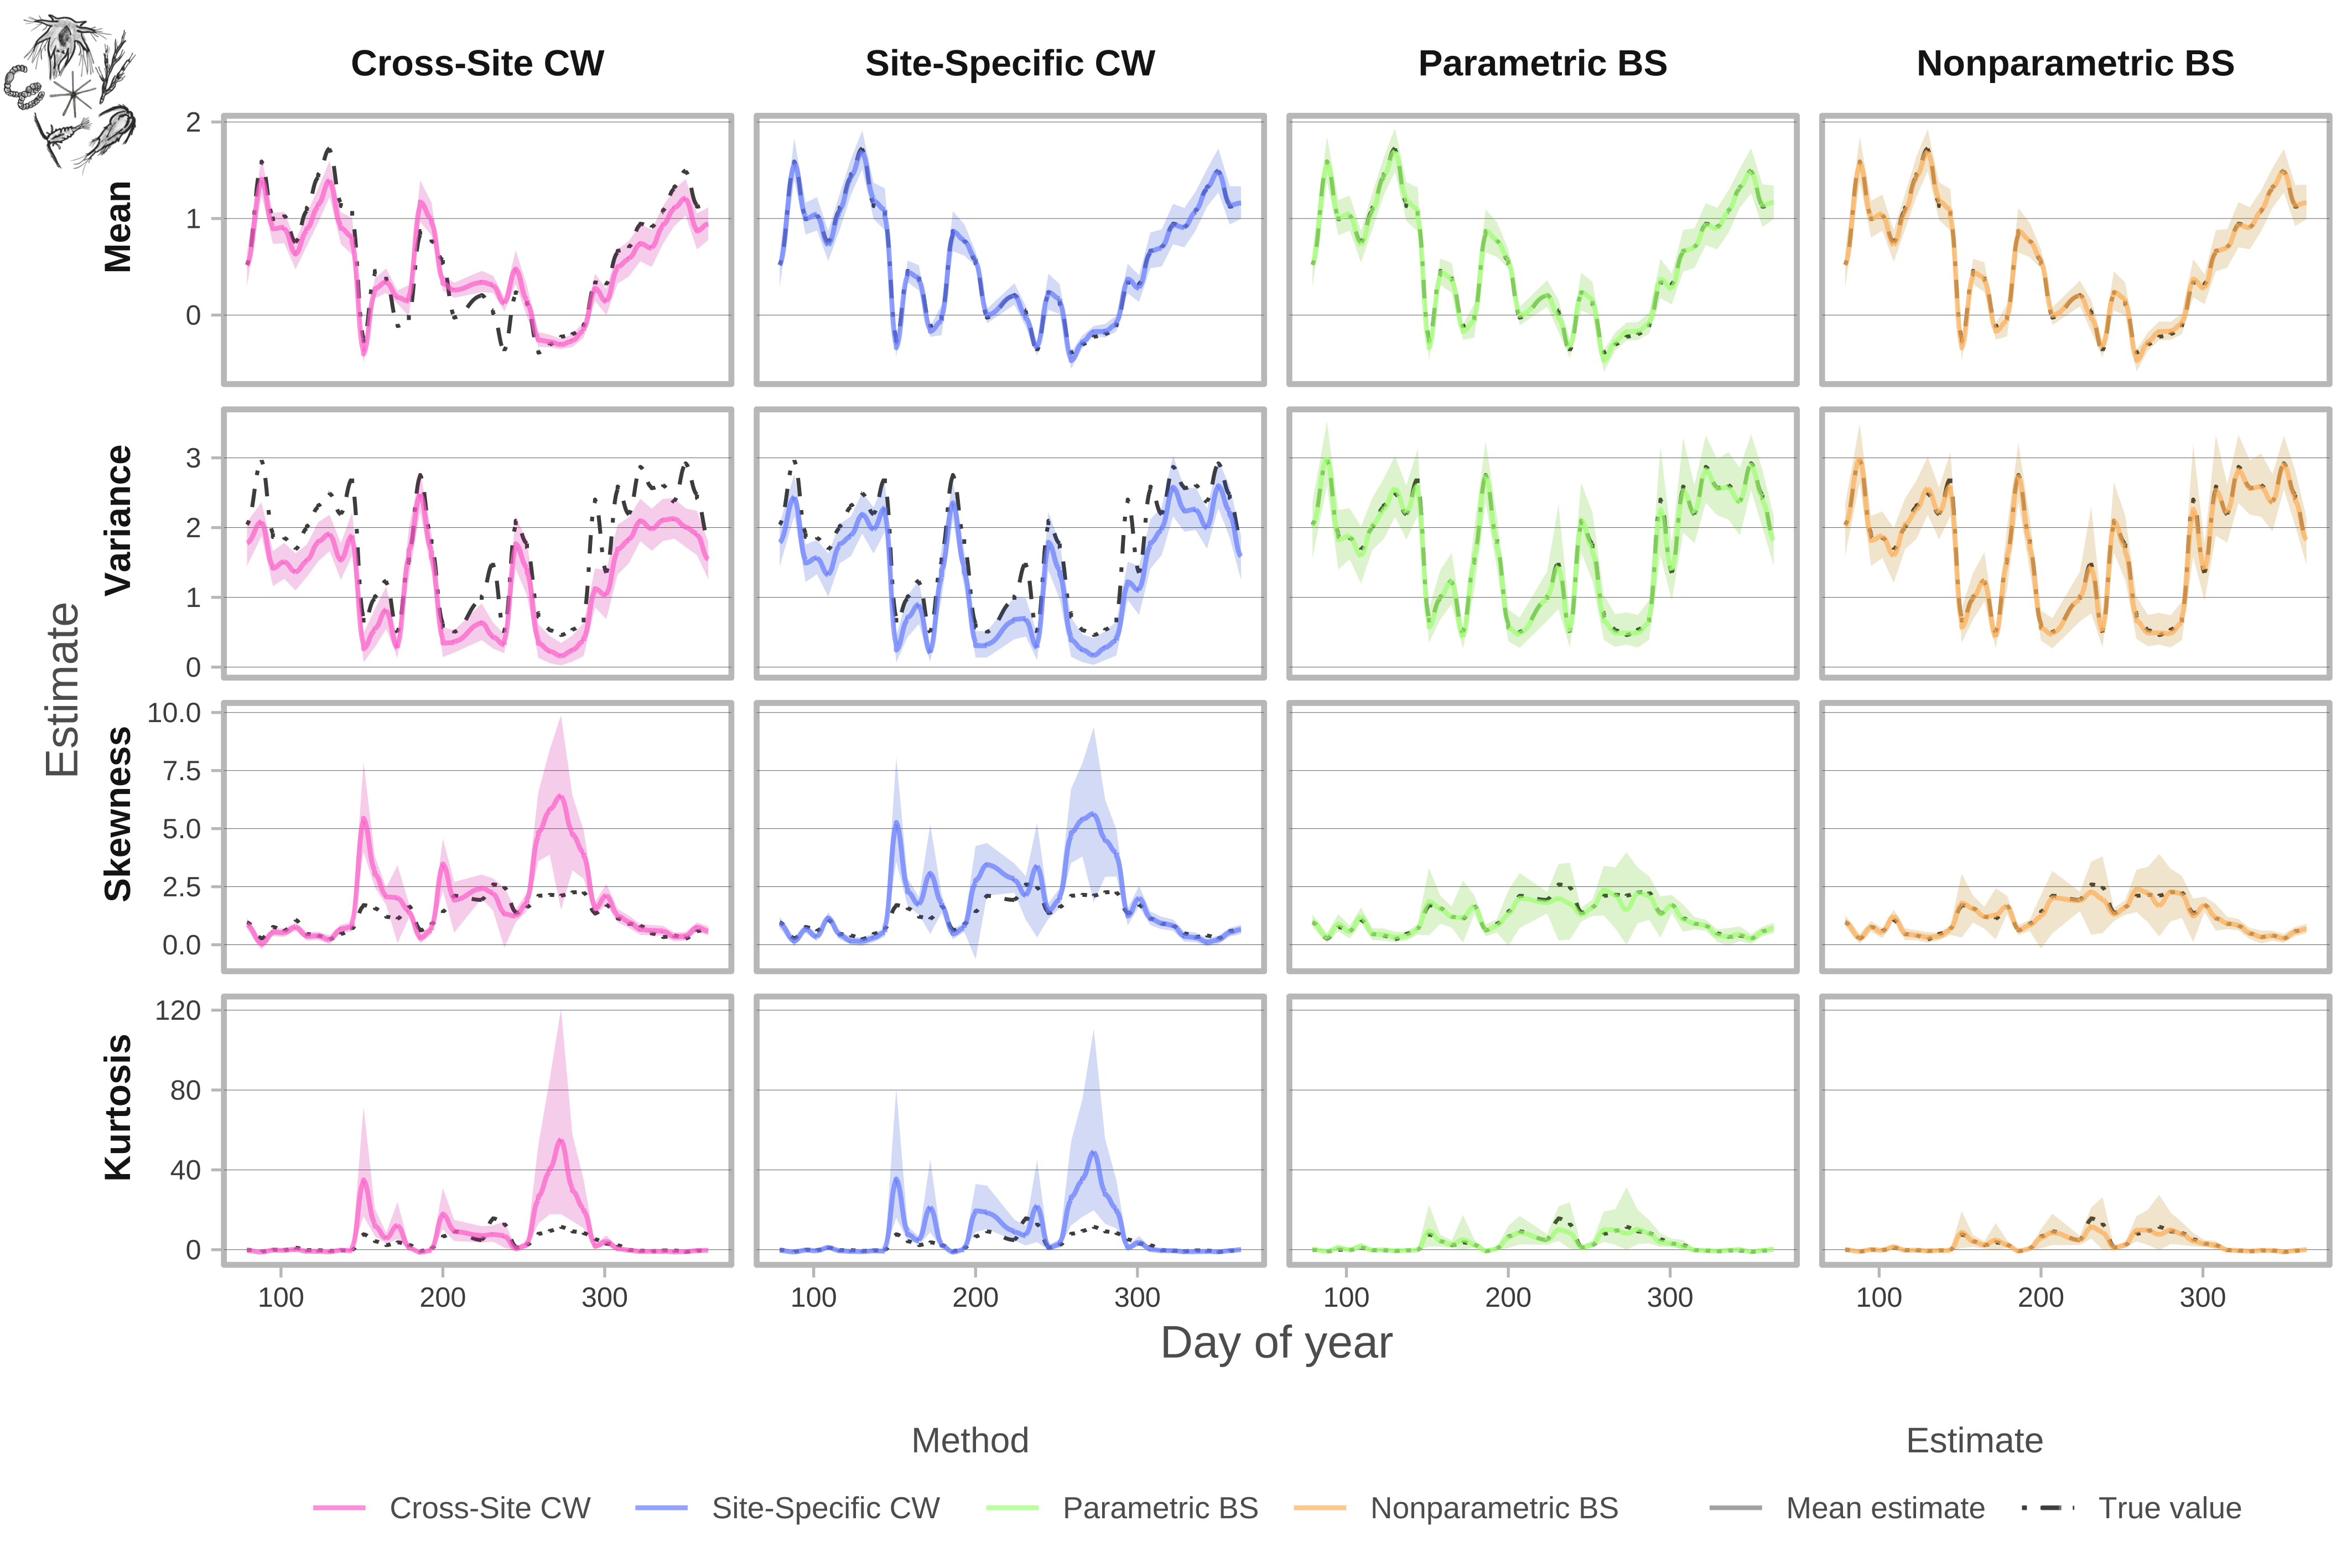 Cross-Site CW
Site-Specific CW
Parametric BS
Nonparametric BS
Estimate
Mean
2
1
0
Variance
3
2
1
0
Skewness
10.0
7.5
5.0
2.5
0.0
Kurtosis
120
80
40
0
100 200 300
100 200 300
100 200 300
100 200 300
Day of year
Method
Cross-Site CW
Site-Specific CW
Parametric BS
Nonparametric BS
Estimate
Mean estimate
True value